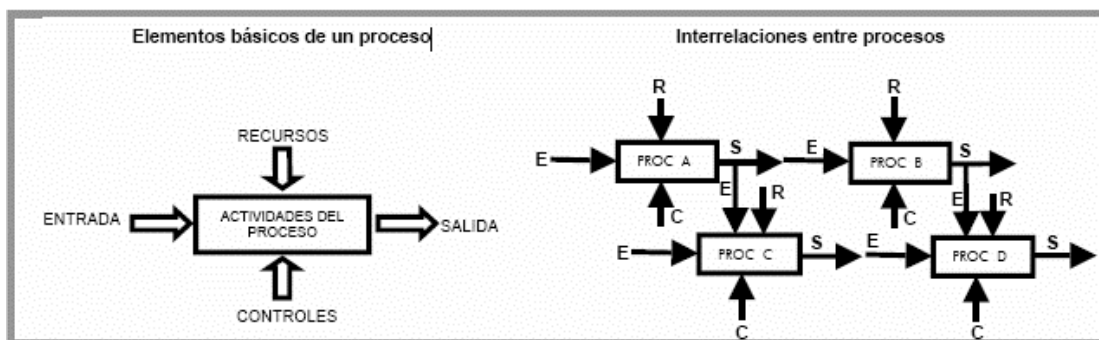 Elementos básicos de un proceso
RECURSOS
ENTRADA
ACTIVIDADES DEL
PROCESO
SALIDA
CONTROLES
Interrelaciones entre procesos
R
E
PROC A
S
C
E
R
E
PROC B
S
C
E
R
E
PROC C
S
C
E
PROC D
S
C
R